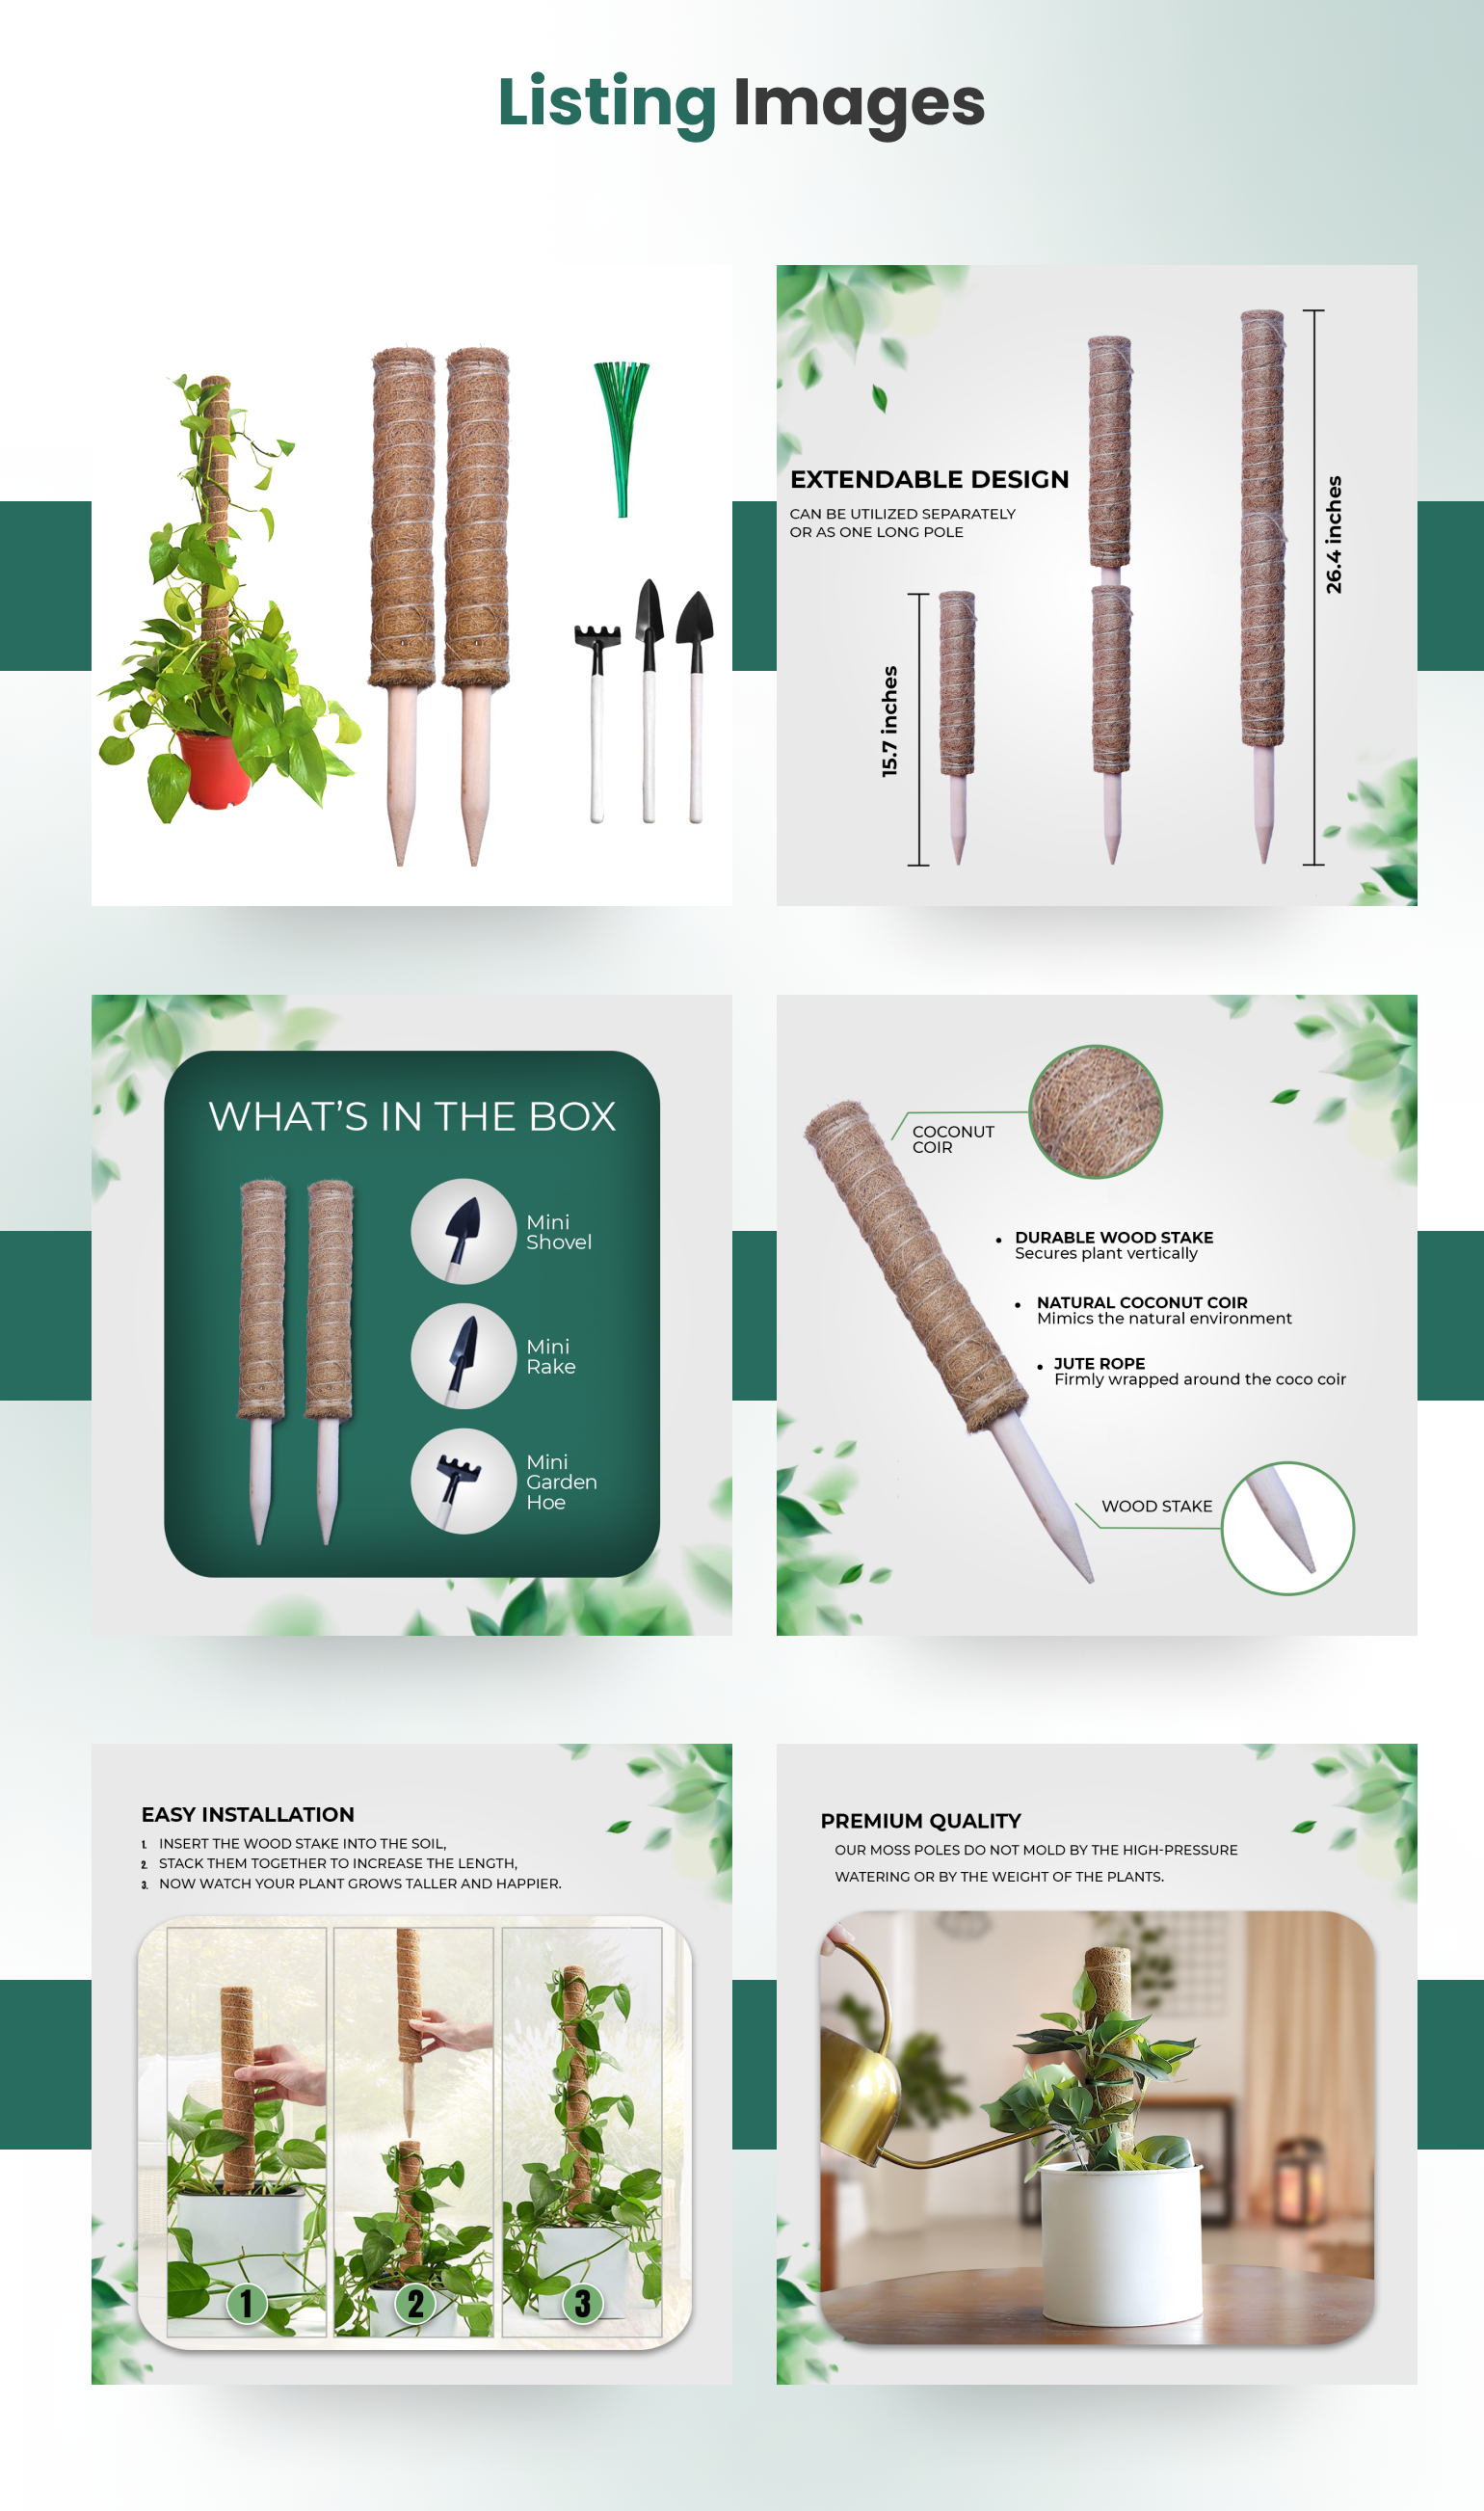 Listing Images
EXTENDABLE DESIGN
CAN BE UTILIZED SEPARATELY
OR AS ONE LONG POLE
15.7 inches
26.4 inches
WHAT'S IN THE BOX
Mini
Shovel
Mini
Rake
Mini
Garden
Hoe
COCONUT
COIR
• DURABLE WOOD STAKE
Secures plant vertically
• NATURAL COCONUT COIR
Mimics the natural environment
• JUTE ROPE
Firmly wrapped around the coco coir
WOOD STAKE
EASY INSTALLATION
1. INSERT THE WOOD STAKE INTO THE SOIL,
2. STACK THEM TOGETHER TO INCREASE THE LENGTH,
3. NOW WATCH YOUR PLANT GROWS TALLER AND HAPPIER.
1
2
3
PREMIUM QUALITY
OUR MOSS POLES DO NOT MOLD BY THE HIGH-PRESSURE
WATERING OR BY THE WEIGHT OF THE PLANTS.